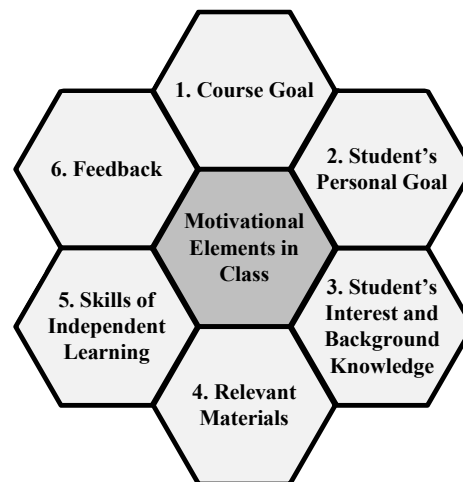 1. Course Goal
2. Student’s
Personal Goal
3. Student’s
Interest and
Background
Knowledge
4. Relevant
Materials
5. Skills of
Independent
Learning
6. Feedback
Motivational
Elements in
Class